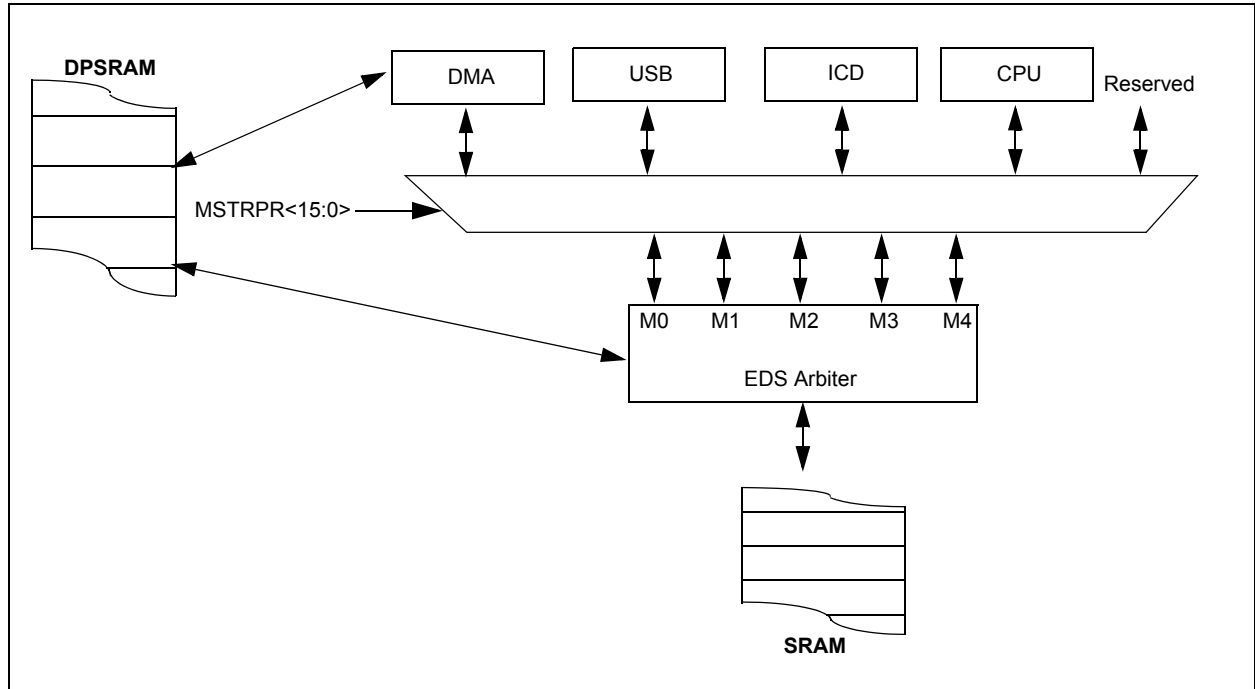 DPSRAM
DMA
USB
ICD
CPU
Reserved
MSTRPR<15:0>
M0
M1
M2
M3
M4
EDS Arbiter
SRAM